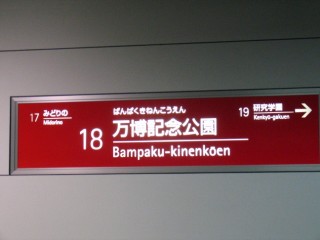 17 みどりの
Midorino
ばんぱくきねんこうえん
18 万博記念公園
Bampaku-kinenkōen
19 研究学園
Kenkyū-gakuen